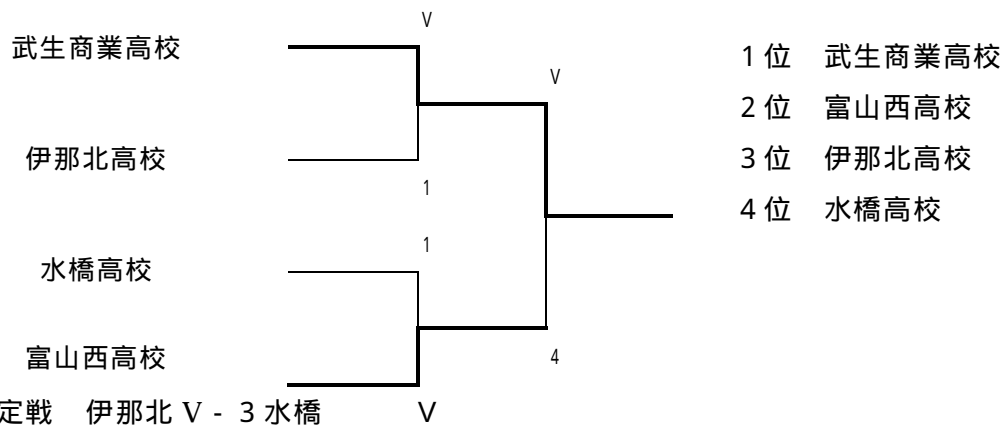 V
武生商業高校
1位 武生商業高校
V
2位 富山西高校
伊那北高校
3位 伊那北高校
1
4位 水橋高校
1
水橋高校
富山西高校
4
定戦 伊那北 V - 3 水橋
V